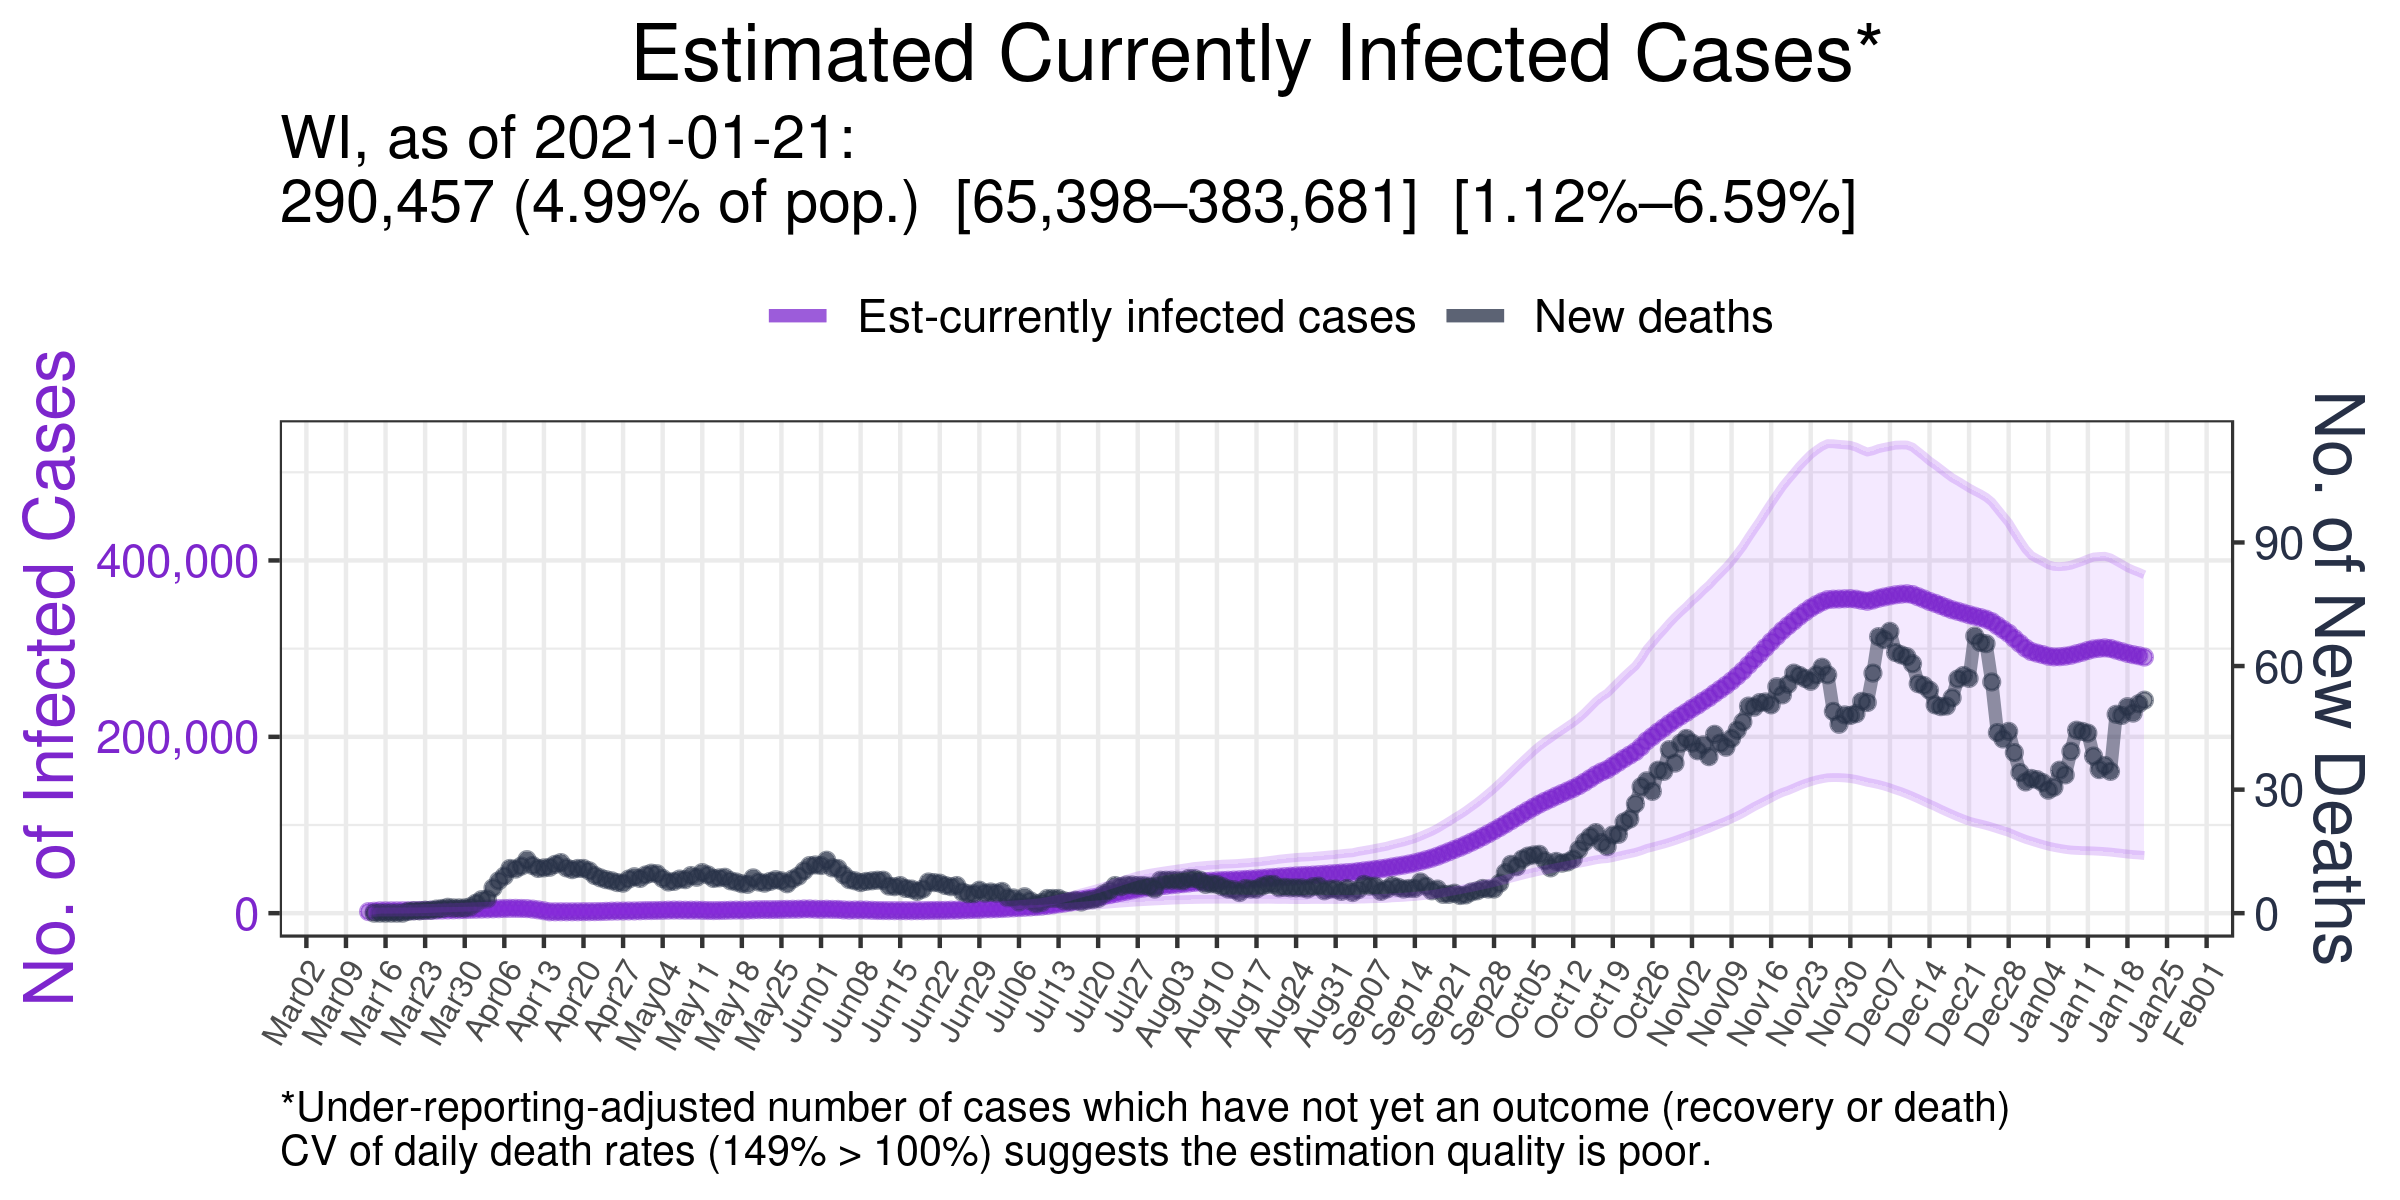 Estimated Currently Infected Cases*
WI, as of 2021-01-21:
290,457 (4.99% of pop.) [65,398–383,681] [1.12%–6.59%]
Est-currently infected cases New deaths
No. of Infected Cases
400,000
200,000
0
No. of New Deaths
90
60
30
0
Mar02 Mar09 Mar16 Mar23 Mar30 Apr06 Apr13 Apr20 Apr27 May04 May11 May18 May25 Jun01 Jun08 Jun15 Jun22 Jun29 Jul06 Jul13 Jul20 Jul27 Aug03 Aug10 Aug17 Aug24 Aug31 Sep07 Sep14 Sep21 Sep28 Oct05 Oct12 Oct19 Oct26 Nov02 Nov09 Nov16 Nov23 Nov30 Dec07 Dec14 Dec21 Dec28 Jan04 Jan11 Jan18 Jan25 Feb01
*Under-reporting-adjusted number of cases which have not yet an outcome (recovery or death)
CV of daily death rates (149% > 100%) suggests the estimation quality is poor.